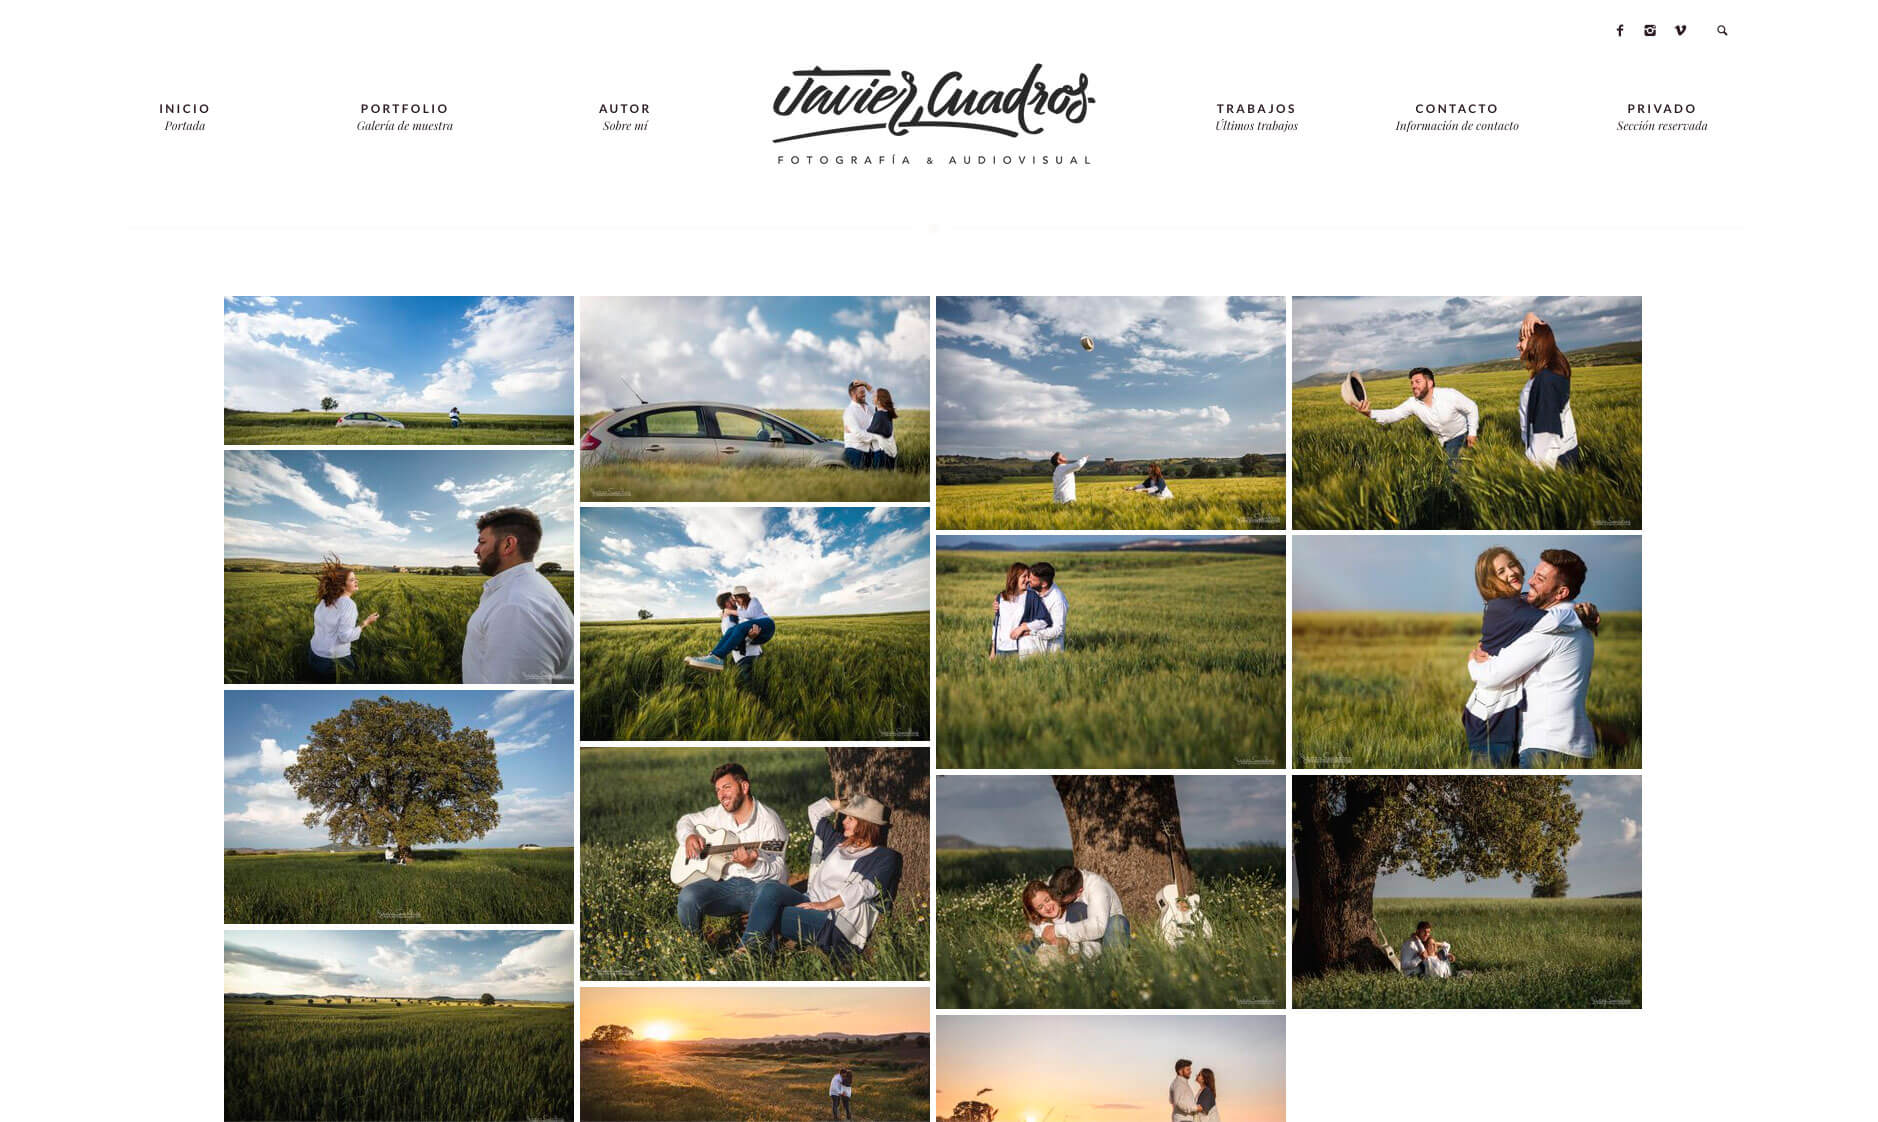 INICIO
Portada
PORTFOLIO
Galería de muestra
AUTOR
Sobre mí
Javier Cuadros
FOTOGRAFÍA & AUDIOVISUAL
TRABAJOS
Últimos trabajos
CONTACTO
Información de contacto
PRIVADO
Sección reservada